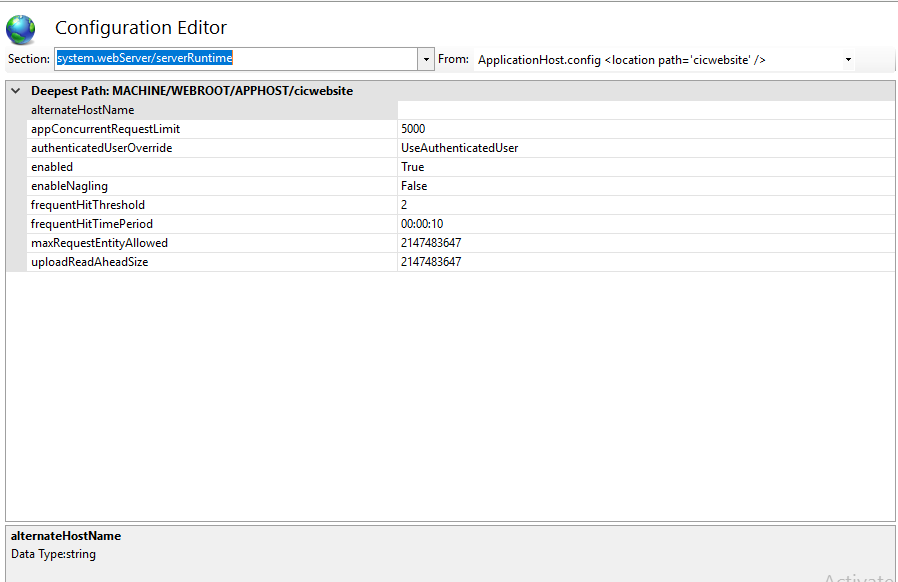 Configuration Editor
Section: system.webServer/serverRuntime From: ApplicationHost.config <location path='cicwebsite' />
Deepest Path: MACHINE/WEBROOT/APPHOST/cicwebsite
alternateHostName
appConcurrentRequestLimit 5000
authenticatedUserOverride UseAuthenticatedUser
enabled True
enableNagling False
frequentHitThreshold 2
frequentHitTimePeriod 00:00:10
maxRequestEntityAllowed 2147483647
uploadReadAheadSize 2147483647
alternateHostName
Data Type:string
Activate